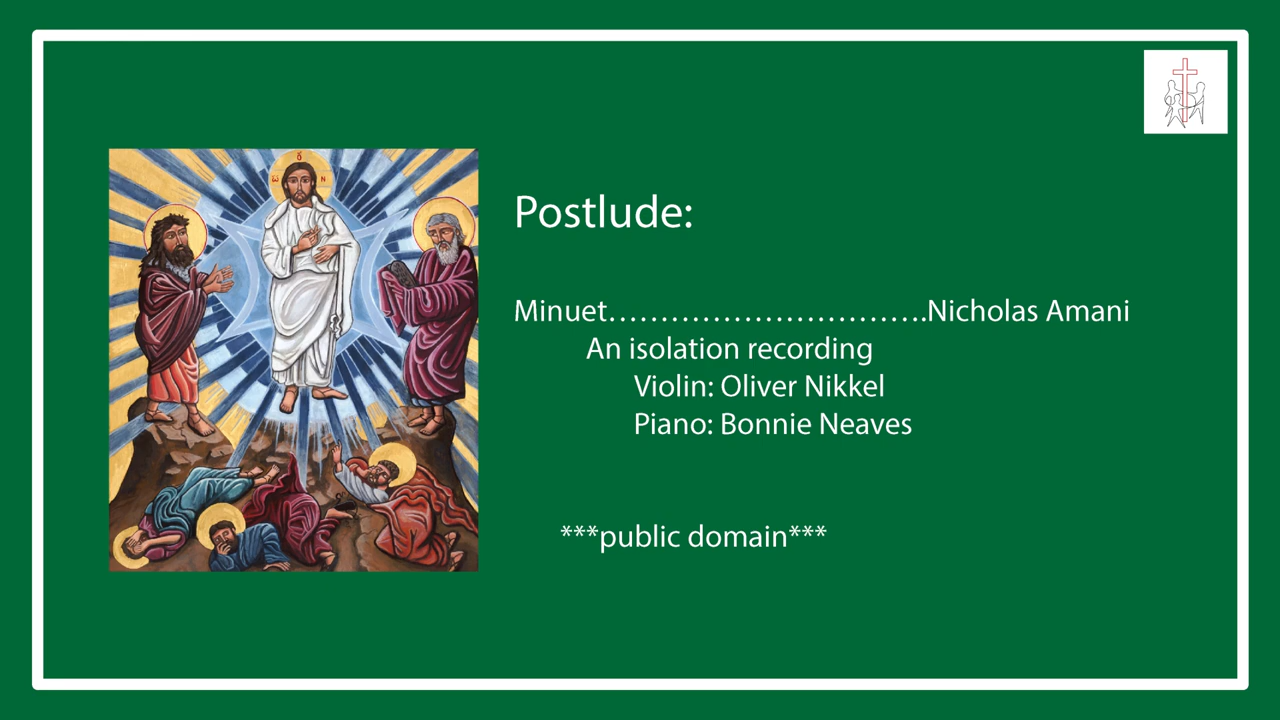 ὁ
ω Ν
Postlude:
Minuet…………………………..Nicholas Amani
An isolation recording
Violin: Oliver Nikkel
Piano: Bonnie Neaves
***public domain***